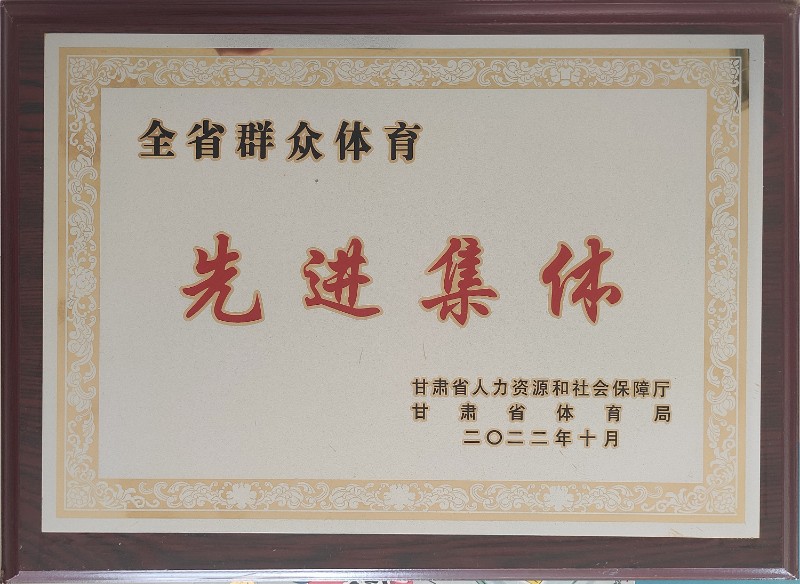 全省群众体育
先进集体
甘肃省人力资源和社会保障厅
甘肃省体育局
二〇二二年十月